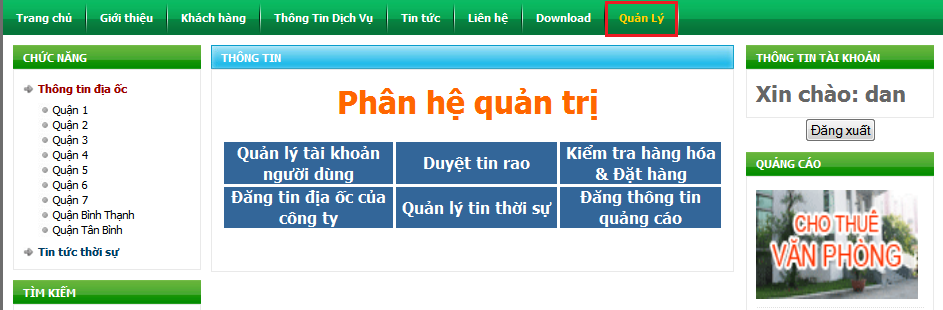 Trang chủ Giới thiệu Khách hàng Thông Tin Dịch Vụ Tin tức Liên hệ Download Quản Lý
CHỨC NĂNG
Thông tin địa ốc
Quận 1
Quận 2
Quận 3
Quận 4
Quận 5
Quận 6
Quận 7
Quận Bình Thạnh
Quận Tân Bình
Tin tức thời sự
TÌM KIẾM
THÔNG TIN
Phân hệ quản trị
Quản lý tài khoản
người dùng
Duyệt tin rao
Kiểm tra hàng hóa
& Đặt hàng
Đăng tin địa ốc của
công ty
Quản lý tin thời sự
Đăng thông tin
quảng cáo
THÔNG TIN TÀI KHOẢN
Xin chào: dan
Đăng xuất
QUẢNG CÁO
CHO THUÊ
VĂN PHÒNG